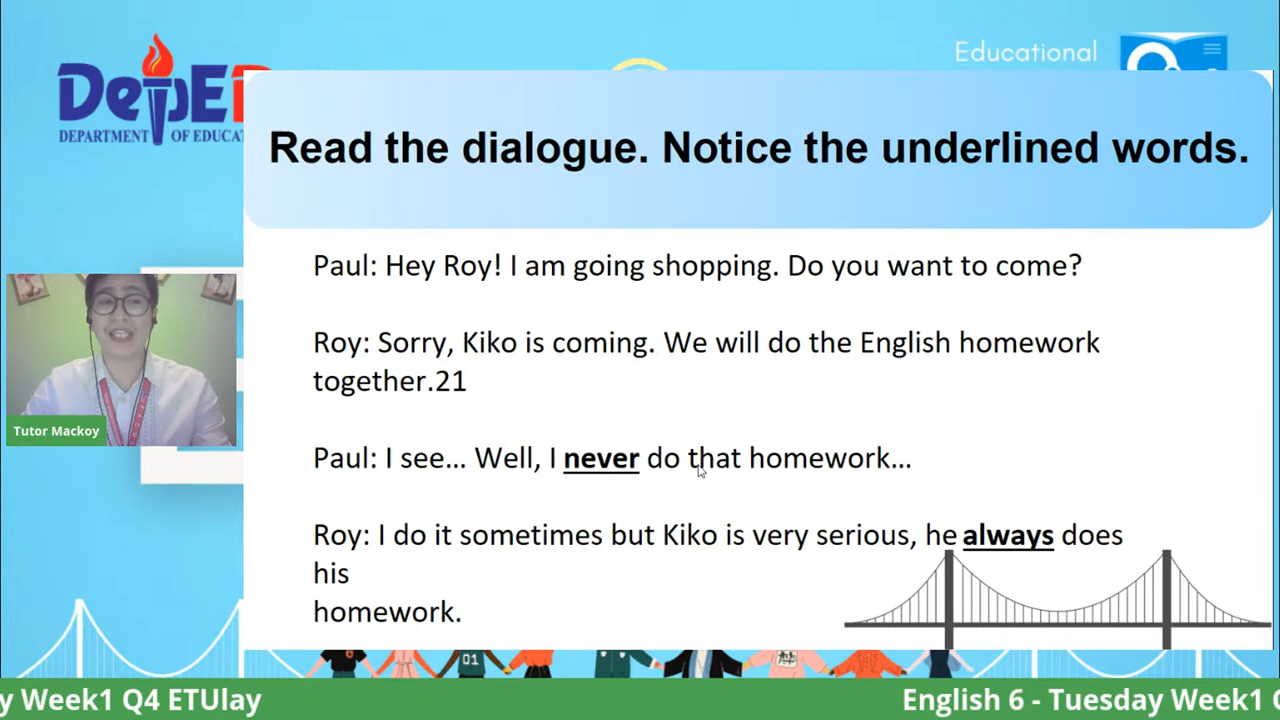 DepE
DEPARTMENT OF EDUCA
Educational
Read the dialogue. Notice the underlined words.
Paul: Hey Roy! I am going shopping. Do you want to come?
Roy: Sorry, Kiko is coming. We will do the English homework
together.21
Paul: I see... Well, I never do that homework...
Roy: I do it sometimes but Kiko is very serious, he always does
his
homework.
Tutor Mackoy
01
y Week1 Q4 ETUlay
English 6 - Tuesday Week1